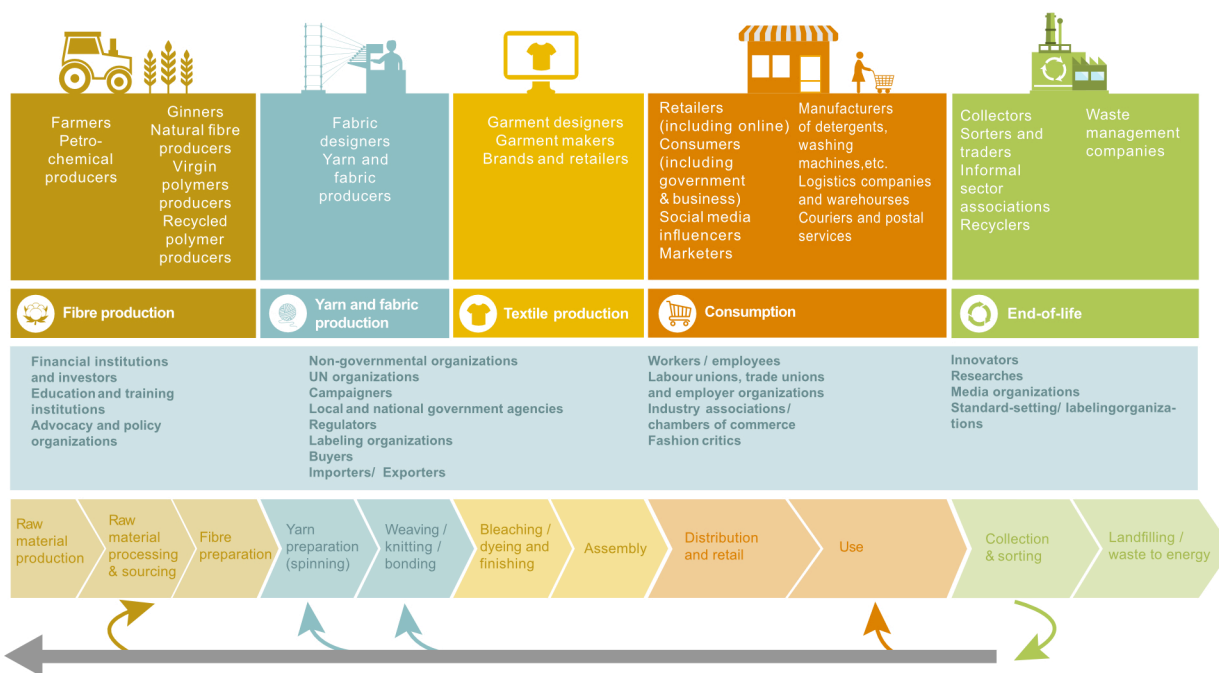 Farmers
Petro-
chemical
producers
Ginners
Natural fibre
producers
Virgin
polymers
producers
Recycled
polymer
producers
Fabric
designers
Yarn and
fabric
producers
Garment designers
Garment makers
Brands and retailers
Retailers
(including online)
Consumers
(including
government
& business)
Social media
influencers
Marketers
Manufacturers
of detergents,
washing
machines,etc.
Logistics companies
and warehourses
Couriers and postal
services
Collectors
Sorters and
traders
Informal
sector
associations
Recyclers
Waste
management
companies
Fibre production
Yarn and fabric
production
Textile production
Consumption
End-of-life
Financial institutions
and investors
Education and training
institutions
Advocacy and policy
organizations
Non-governmental organizations
UN organizations
Campaigners
Local and national government agencies
Regulators
Labeling organizations
Buyers
Importers/ Exporters
Workers / employees
Labour unions, trade unions
and employer organizations
Industry associations/
chambers of commerce
Fashion critics
Innovators
Researches
Media organizations
Standard-setting/ labelingorganiza-
tions
Raw
material
production
Raw
material
processing
& sourcing
Fibre
preparation
Yarn
preparation
(spinning)
Weaving /
knitting /
bonding
Bleaching /
dyeing and
finishing
Assembly
Distribution
and retail
Use
Collection
& sorting
Landfilling /
waste to energy